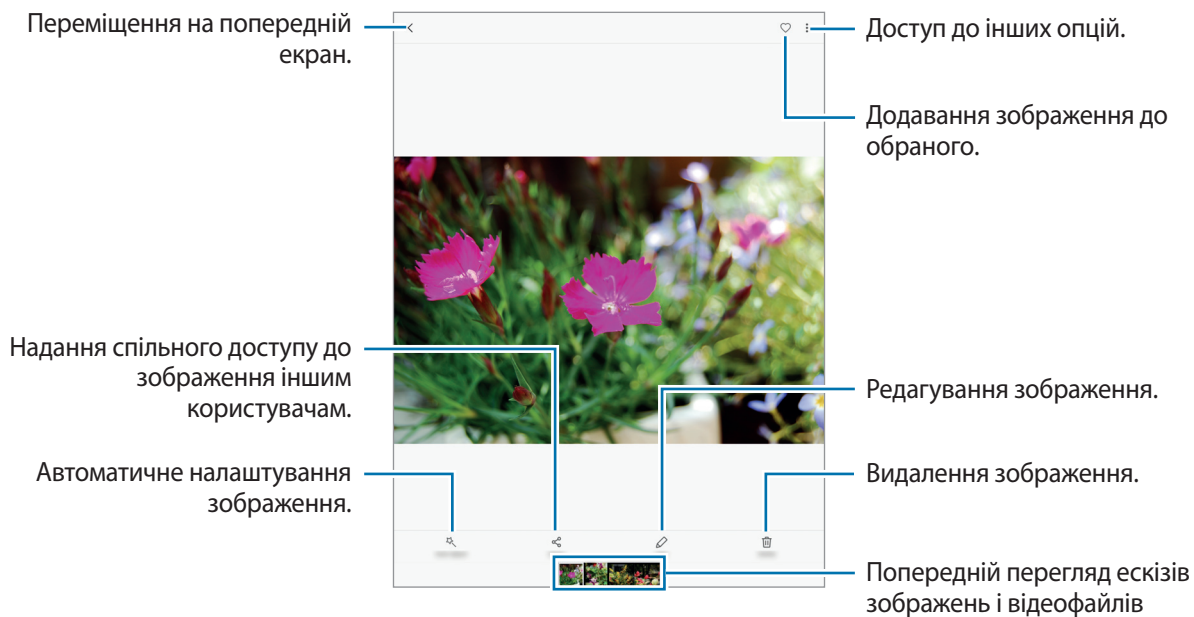 Переміщення на попередній
екран.
Доступ до інших опцій.
Додавання зображення до
обраного.
Надання спільного доступу до
зображення іншим
користувачам.
Редагування зображення.
Автоматичне налаштування
зображення.
Видалення зображення.
Попередній перегляд ескізів
зображень і відеофайлів